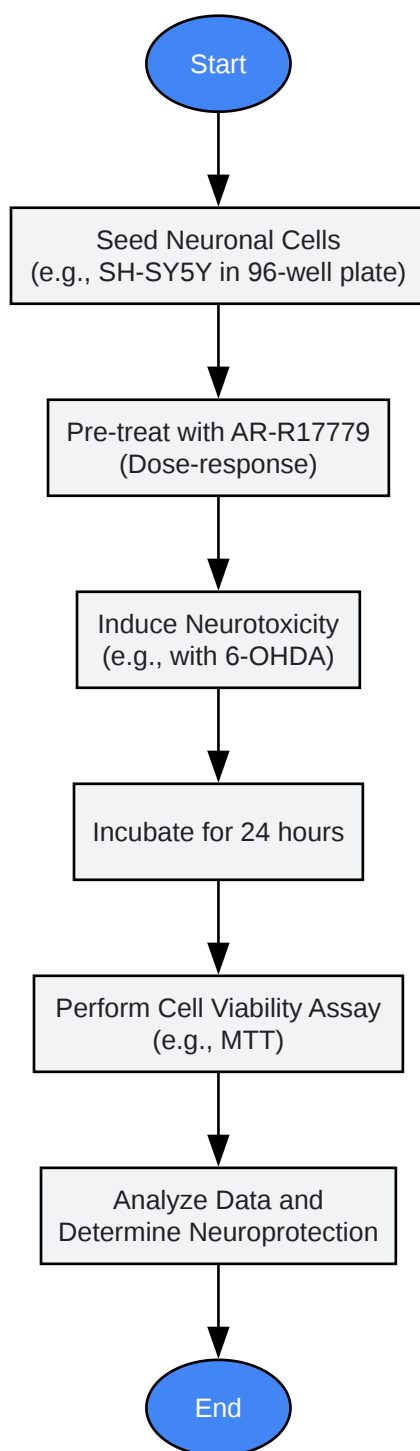 Start
Seed Neuronal Cells
(e.g., SH-SY5Y in 96-well plate)
Pre-treat with AR-R17779
(Dose-response)
Induce Neurotoxicity
(e.g., with 6-OHDA)
Incubate for 24 hours
Perform Cell Viability Assay
(e.g., MTT)
Analyze Data and
Determine Neuroprotection
End